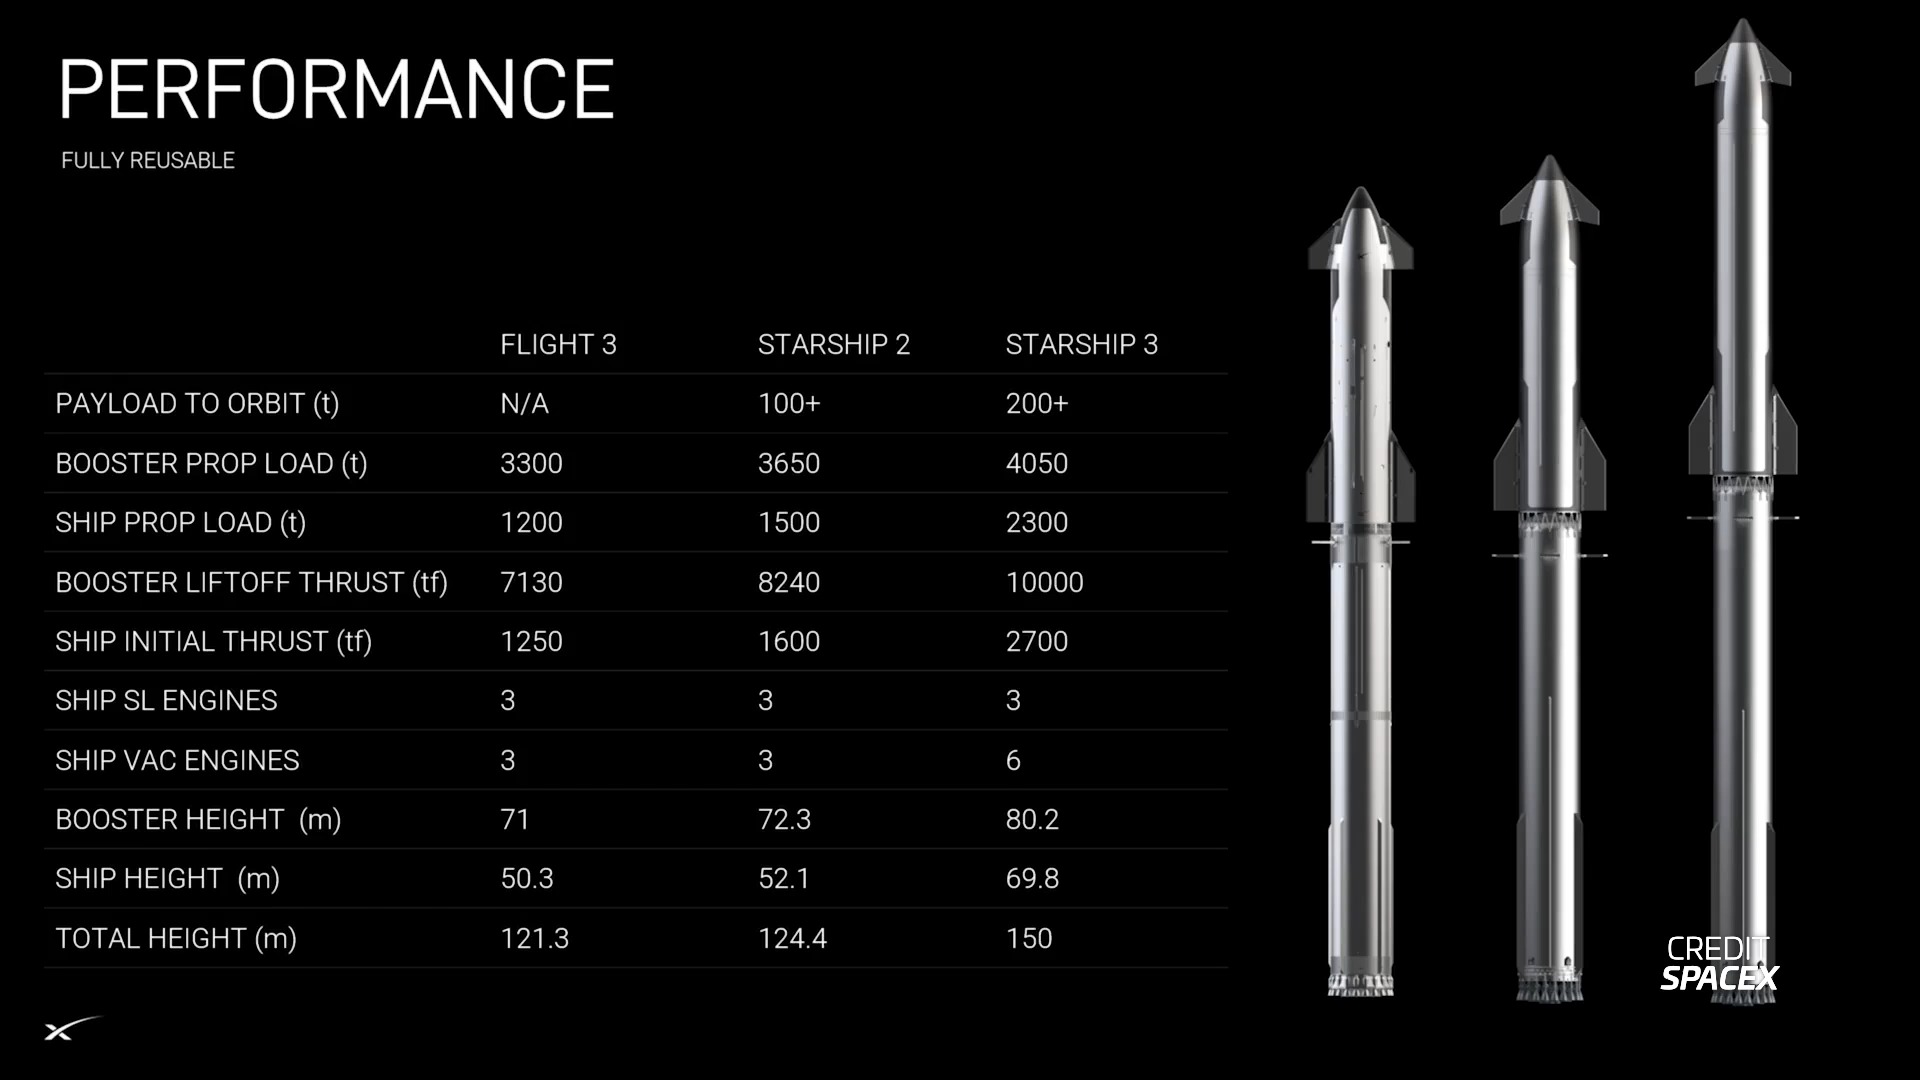 PERFORMANCE
FULLY REUSABLE
FLIGHT 3 STARSHIP 2 STARSHIP 3
PAYLOAD TO ORBIT (t) N/A 100+ 200+
BOOSTER PROP LOAD (t) 3300 3650 4050
SHIP PROP LOAD (t) 1200 1500 2300
BOOSTER LIFTOFF THRUST (tf) 7130 8240 10000
SHIP INITIAL THRUST (tf) 1250 1600 2700
SHIP SL ENGINES 3 3 3
SHIP VAC ENGINES 3 3 6
BOOSTER HEIGHT (m) 71 72.3 80.2
SHIP HEIGHT (m) 50.3 52.1 69.8
TOTAL HEIGHT (m) 121.3 124.4 150
CREDIT
SPACEX